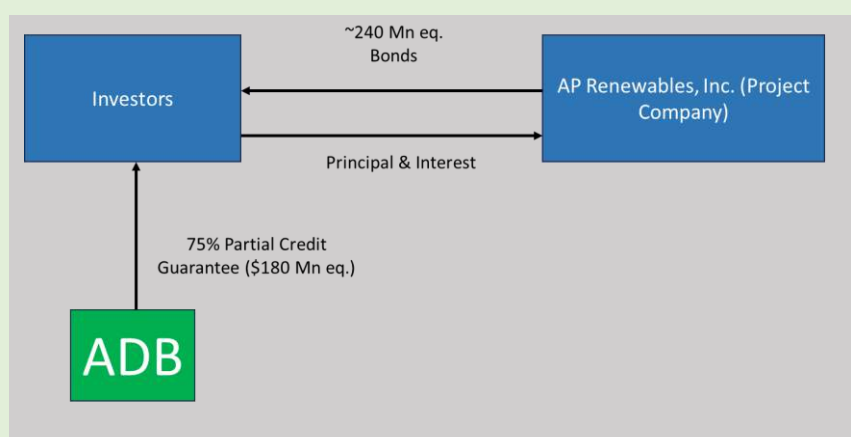 ~240 Mn eq.
Bonds
Investors
AP Renewables, Inc. (Project
Company)
Principal & Interest
75% Partial Credit
Guarantee ($180 Mn eq.)
ADB